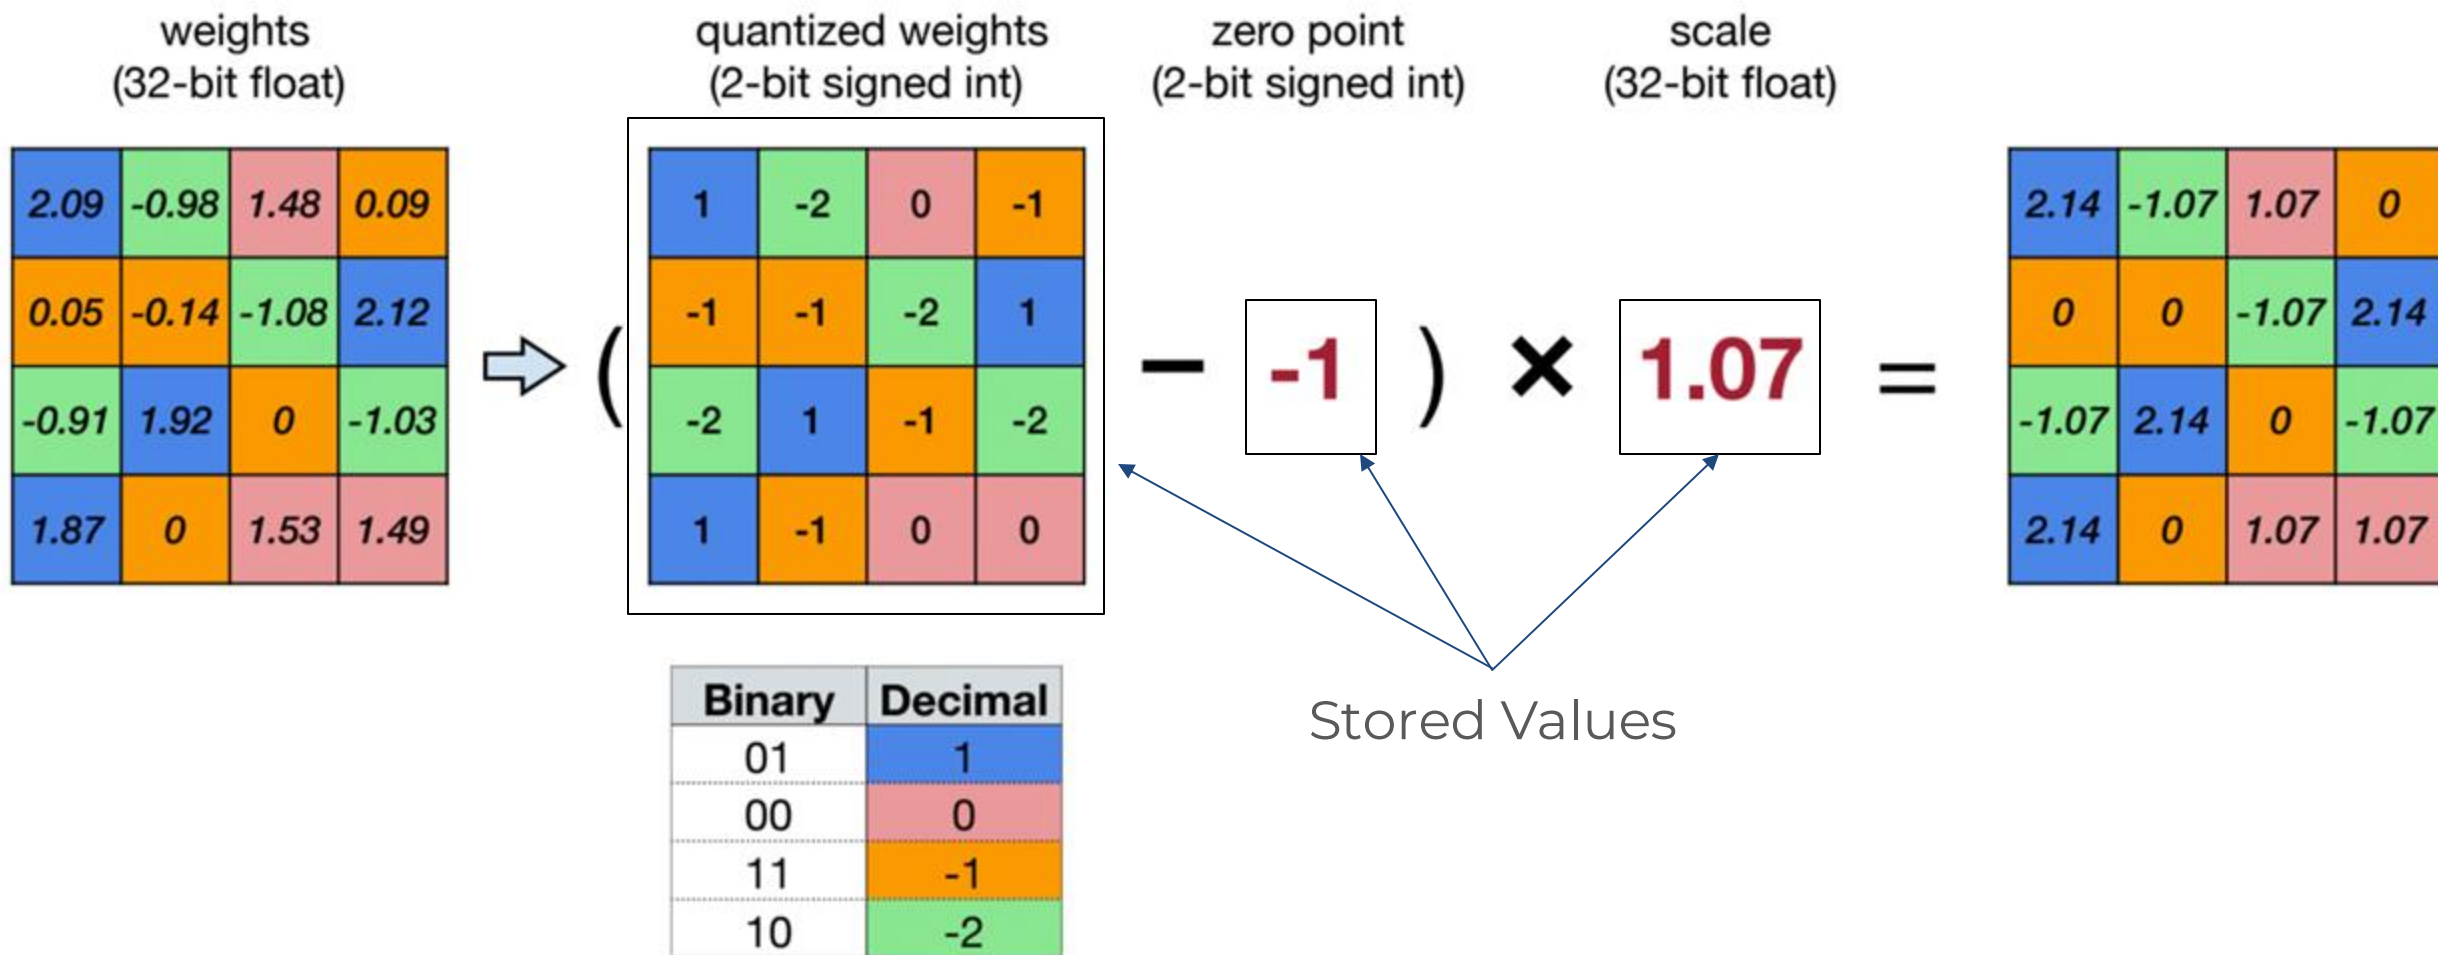 weights
(32-bit float)
quantized weights
(2-bit signed int)
zero point
(2-bit signed int)
scale
(32-bit float)
2.09 -0.98 1.48 0.09
0.05 -0.14 -1.08 2.12
-0.91 1.92 0 -1.03
1.87 0 1.53 1.49
(
1 -2 0 -1
-1 -1 -2 1
-2 1 -1 -2
1 -1 0 0
− -1 ) × 1.07 =
2.14 -1.07 1.07 0
0 0 -1.07 2.14
-1.07 2.14 0 -1.07
2.14 0 1.07 1.07
Binary Decimal
01 1
00 0
11 -1
10 -2
Stored Values